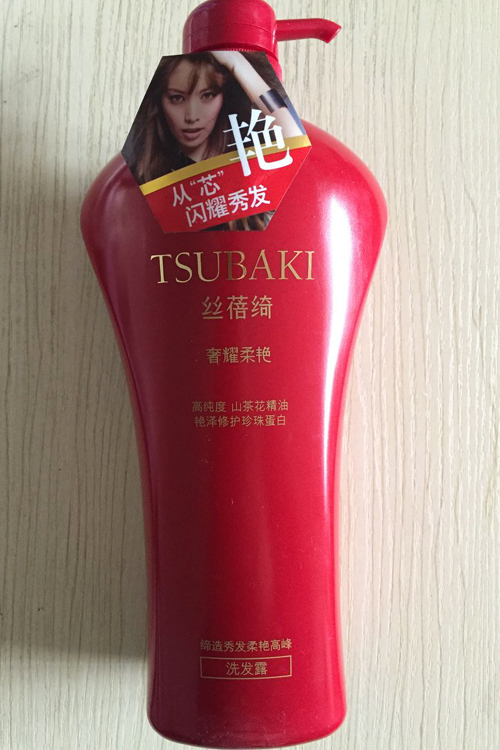 艳
从“芯”
闪耀秀发
TSUBAKI
丝蓓绮
奢耀柔艳
高纯度 山茶花精油
艳泽修护珍珠蛋白
缔造秀发柔艳高峰
洗发露